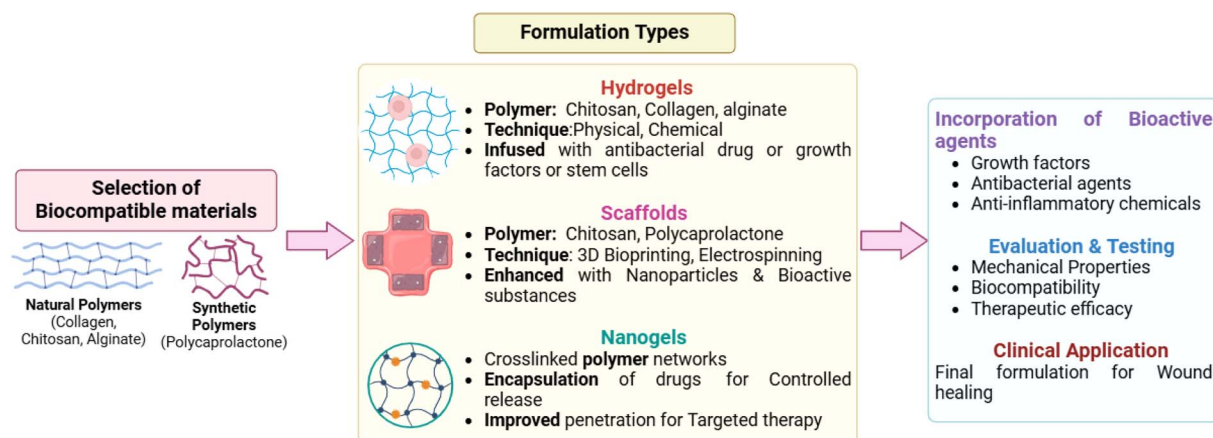 Formulation Types
Selection of
Biocompatible materials
Natural Polymers
(Collagen,
Chitosan, Alginate)
Synthetic
Polymers
(Polycaprolactone)
Hydrogels
• Polymer: Chitosan, Collagen, alginate
• Technique:Physical, Chemical
• Infused with antibacterial drug or growth
factors or stem cells
Scaffolds
• Polymer: Chitosan, Polycaprolactone
• Technique: 3D Bioprinting, Electrospinning
• Enhanced with Nanoparticles & Bioactive
substances
Nanogels
• Crosslinked polymer networks
• Encapsulation of drugs for Controlled
release
• Improved penetration for Targeted therapy
Incorporation of Bioactive
agents
• Growth factors
• Antibacterial agents
• Anti-inflammatory chemicals
Evaluation & Testing
• Mechanical Properties
• Biocompatibility
• Therapeutic efficacy
Clinical Application
Final formulation for Wound
healing